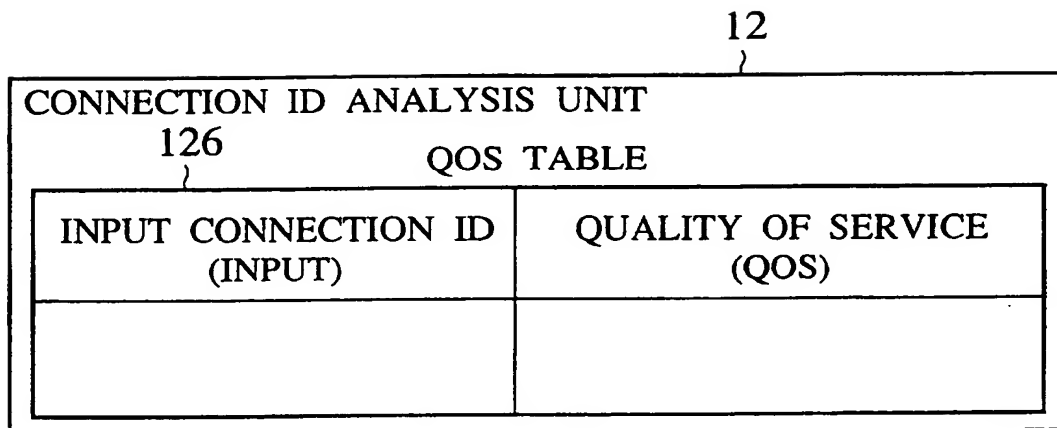 12
CONNECTION ID ANALYSIS UNIT
126
QOS TABLE
INPUT CONNECTION ID
(INPUT)
QUALITY OF SERVICE
(QOS)